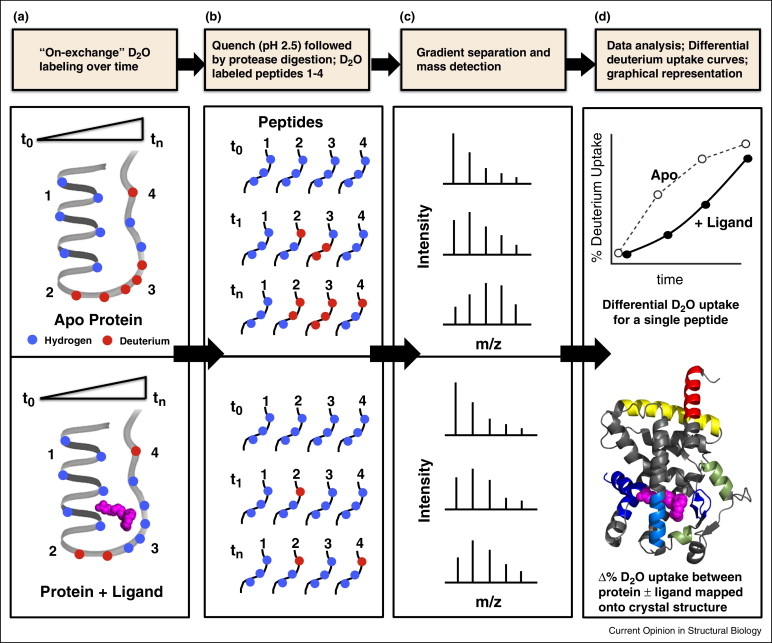 (a)
(b)
(c)
(d)
“On-exchange” D2O
labeling over time
Quench (pH 2.5) followed
by protease digestion; D2O
labeled peptides 1-4
Gradient separation and
mass detection
Data analysis; Differential
deuterium uptake curves;
graphical representation
t0
tn
1
4
2
3
Apo Protein
Hydrogen
Deuterium
Peptides
t0
1 2 3 4
t1
1 2 3 4
tn
1 2 3 4
Intensity
m/z
% Deuterium Uptake
Apo
+ Ligand
time
Differential D2O uptake
for a single peptide
t0
tn
1
4
2
3
Protein + Ligand
t0
1 2 3 4
t1
1 2 3 4
tn
1 2 3 4
Intensity
m/z
Δ% D2O uptake between
protein ± ligand mapped
onto crystal structure
Current Opinion in Structural Biology